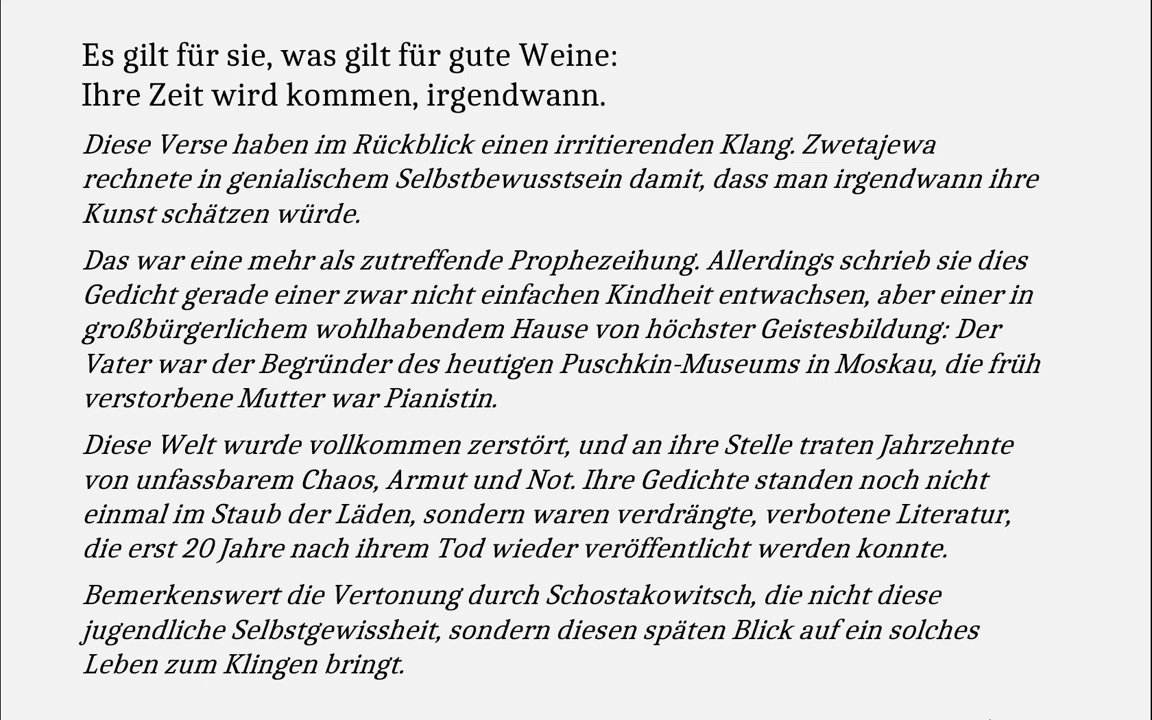 Es gilt für sie, was gilt für gute Weine:
Ihre Zeit wird kommen, irgendwann.
Diese Verse haben im Rückblick einen irritierenden Klang. Zwetajewa
rechnete in genialischem Selbstbewusstsein damit, dass man irgendwann ihre
Kunst schätzen würde.
Das war eine mehr als zutreffende Prophezeihung. Allerdings schrieb sie dies
Gedicht gerade einer zwar nicht einfachen Kindheit entwachsen, aber einer in
großbürgerlichem wohlhabendem Hause von höchster Geistesbildung: Der
Vater war der Begründer des heutigen Puschkin-Museums in Moskau, die früh
verstorbene Mutter war Pianistin.
Diese Welt wurde vollkommen zerstört, und an ihre Stelle traten Jahrzehnte
von unfassbarem Chaos, Armut und Not. Ihre Gedichte standen noch nicht
einmal im Staub der Läden, sondern waren verdrängte, verbotene Literatur,
die erst 20 Jahre nach ihrem Tod wieder veröffentlicht werden konnte.
Bemerkenswert die Vertonung durch Schostakowitsch, die nicht diese
jugendliche Selbstgewissheit, sondern diesen späten Blick auf ein solches
Leben zum Klingen bringt.